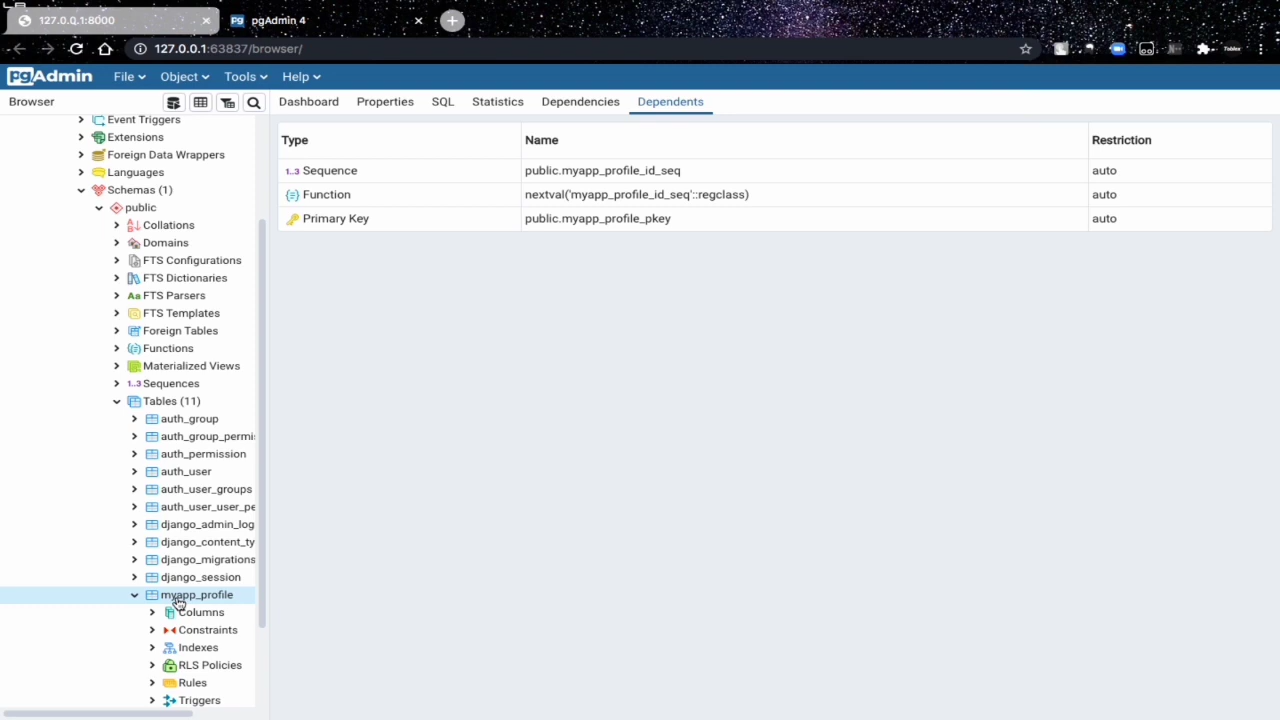 127.0.0.1:8000
pgAdmin 4
127.0.0.1:63837/browser/
pgAdmin File Object Tools Help
Browser
Dashboard Properties SQL Statistics Dependencies Dependents
Event Triggers
Extensions
Foreign Data Wrappers
Languages
Schemas (1)
public
Collations
Domains
FTS Configurations
FTS Dictionaries
FTS Parsers
FTS Templates
Foreign Tables
Functions
Materialized Views
1..3 Sequences
Tables (11)
auth_group
auth_group_permi
auth_permission
auth_user
auth_user_groups
auth_user_user_pe
django_admin_log
django_content_ty
django_migrations
django_session
myapp_profile
Columns
Constraints
Indexes
RLS Policies
Rules
Triggers
Type Name Restriction
1..3 Sequence public.myapp_profile_id_seq auto
Function nextval('myapp_profile_id_seq'::regclass) auto
Primary Key public.myapp_profile_pkey auto